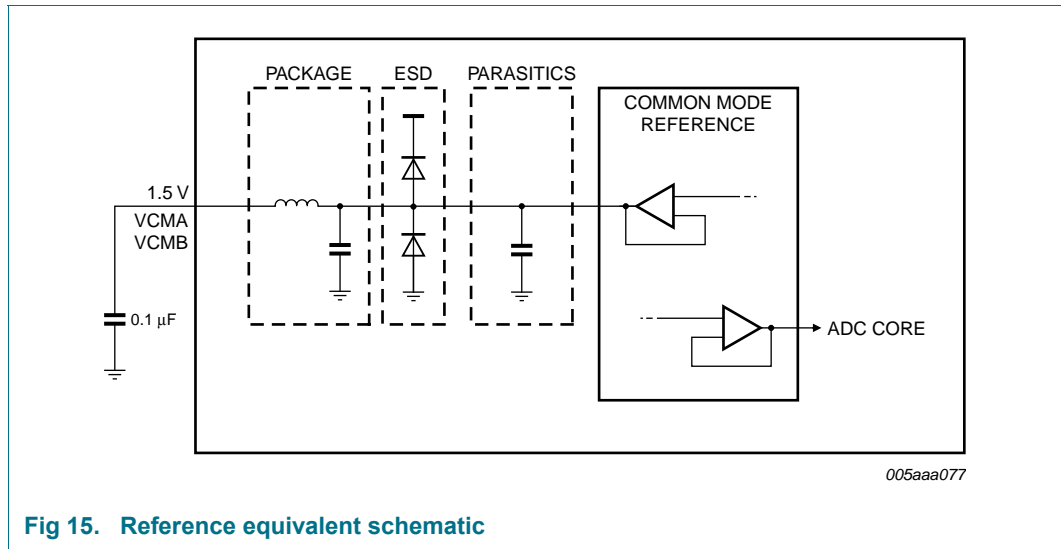 PACKAGE ESD PARASITICS
COMMON MODE
REFERENCE
1.5 V
VCMA
VCMB
0.1 μF
ADC CORE
005aaa077
Fig 15. Reference equivalent schematic